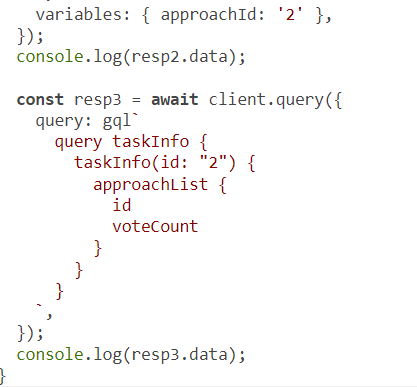 variables: { approachId: '2' },
  });
  console.log(resp2.data);

  const resp3 = await client.query({
    query: gql`
      query taskInfo {
        taskInfo(id: "2") {
          approachList {
            id
            voteCount
          }
        }
      }
    `,
  });
  console.log(resp3.data);
}